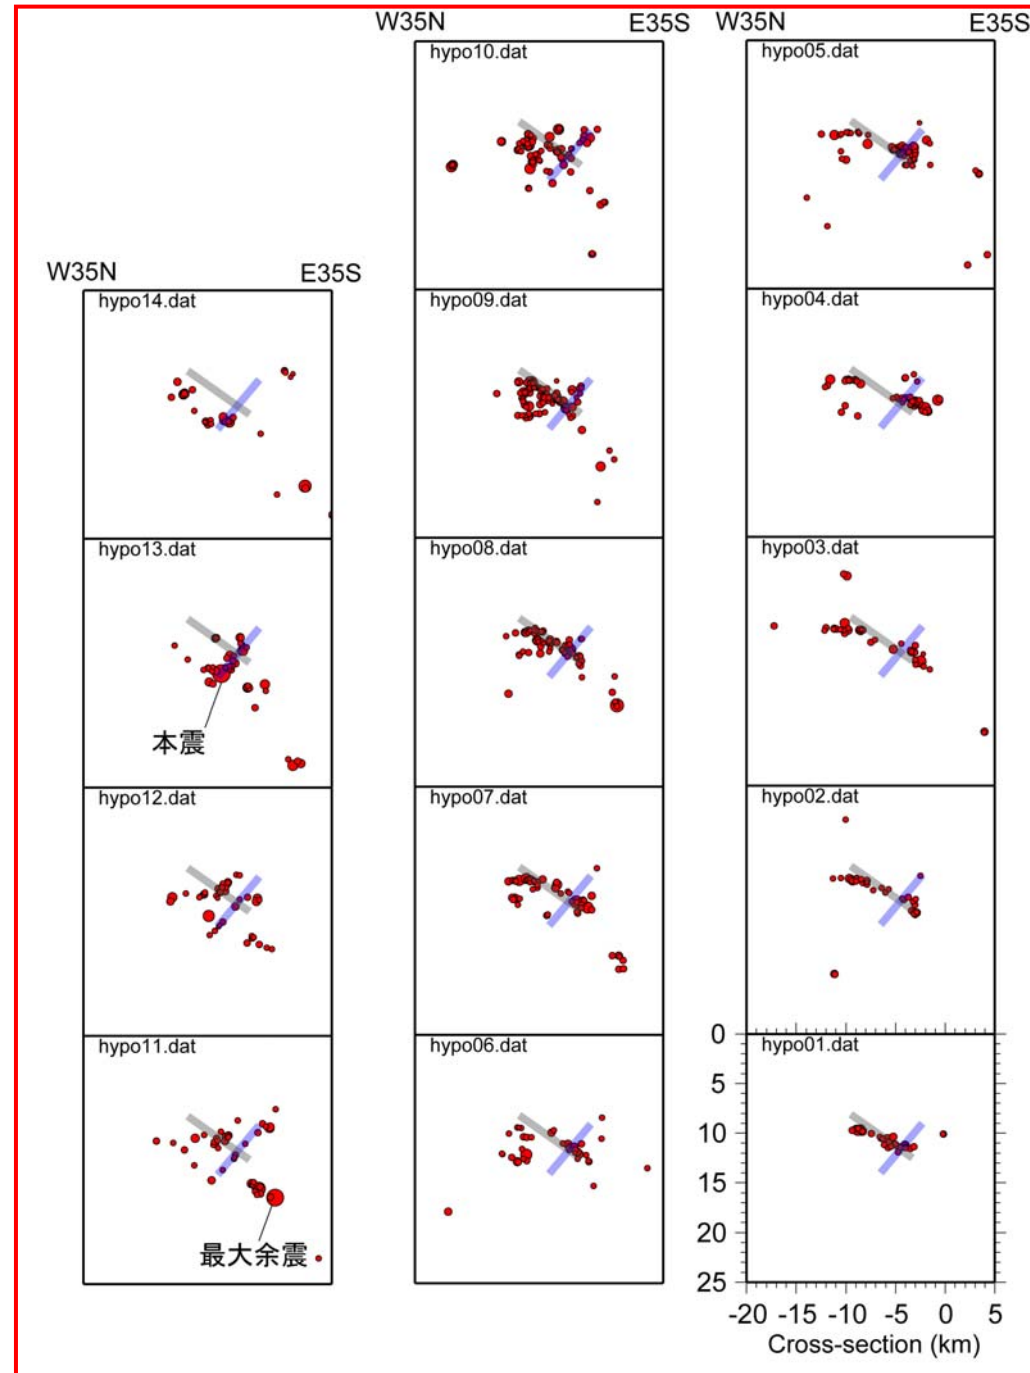 W35N E35S
hypo14.dat
hypo13.dat
本震
hypo12.dat
hypo11.dat
最大余震
W35N E35S
hypo10.dat
hypo09.dat
hypo08.dat
hypo07.dat
hypo06.dat
W35N E35S
hypo05.dat
hypo04.dat
hypo03.dat
hypo02.dat
hypo01.dat
0
5
10
15
20
25
-20 -15 -10 -5 0 5
Cross-section (km)